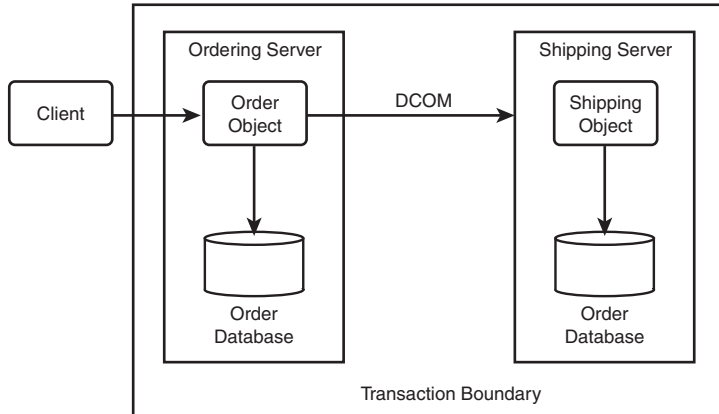 Ordering Server
Shipping Server
Client
Order
Object
DCOM
Shipping
Object
Order
Database
Order
Database
Transaction Boundary